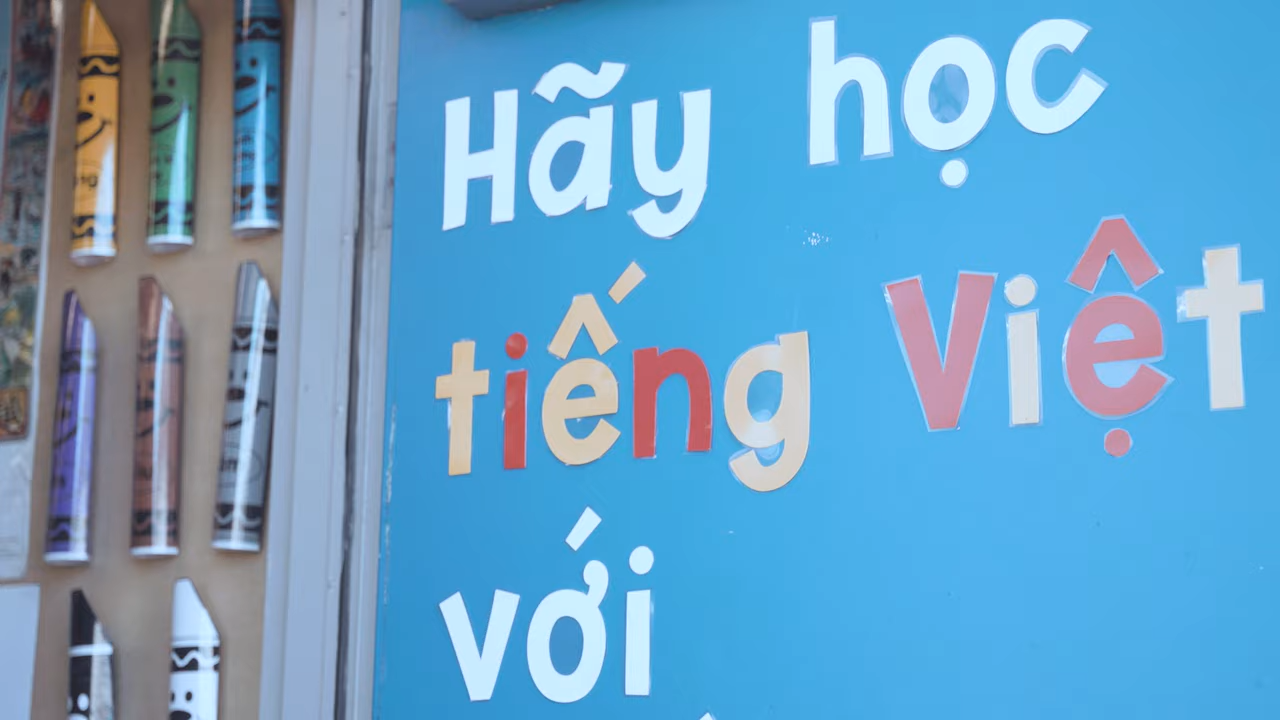 Hãy học
tiếng Việt
với